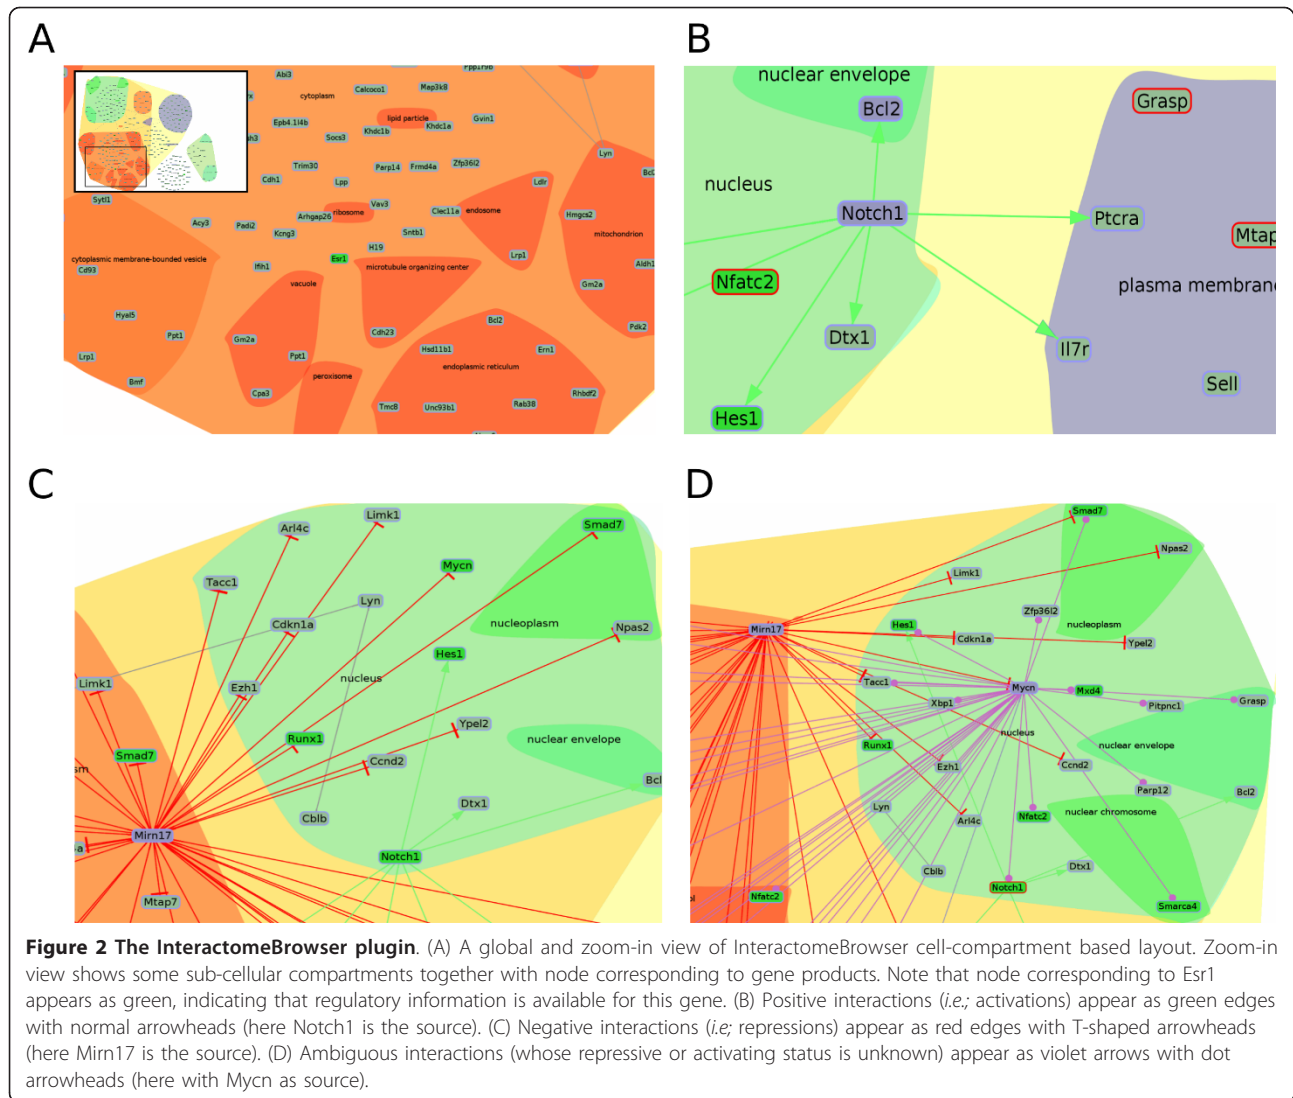 A
Abi3
Ppp1r9b
cytoplasm
Calcoco1
Map3k8
lipid particle
Epb4.1l4b
sh3
Socs3
Khdc1b
Khdc1a
Gvin1
Lyn
Trim30
Cdh1
Lpp
Parp14
Frmd4a
Zfp36l2
Bcl2
Ldlr
Sytl1
Acy3
Padi2
Arhgap26
ribosome
Vav3
Clec11a
endosome
Hmgcs2
Kcng3
Sntb1
mitochondrion
H19
cytoplasmic membrane-bounded vesicle
Cd93
Ifih1
Esr1
microtubule organizing center
Lrp1
Aldh1
vacuole
Gm2a
Hyal5
Ppt1
Gm2a
Cdh23
Bcl2
Pdk2
Lrp1
Ppt1
Hsd11b1
Ern1
endoplasmic reticulum
Bmf
peroxisome
Cpa3
Tmc8
Unc93b1
Rab38
Rhbdf2
B
nuclear envelope
Bcl2
Grasp
nucleus
Notch1
Ptcra
Mtap
Nfatc2
plasma membrane
Dtx1
Il7r
Sell
Hes1
C
Limk1
Arl4c
Smad7
Mycn
Tacc1
Lyn
Cdkn1a
nucleoplasm
Npas2
Hes1
nucleus
Limk1
Ezh1
Ypel2
Runx1
nuclear envelope
Smad7
Ccnd2
sm
Bcl
Dtx1
Cblb
Mirn17
Notch1
a
Mtap7
D
Smad7
Npas2
Limk1
Zfp36l2
Mirn17
Hes1
nucleoplasm
Cdkn1a
Ypel2
Tacc1
Mycn
Mxd4
Xbp1
Pitpnc1
Grasp
nucleus
Runx1
nuclear envelope
Ezh1
Ccnd2
Parp12
Bcl2
Lyn
Arl4c
Nfatc2
nuclear chromosome
Cblb
Dtx1
Notch1
Nfatc2
Smarca4
Figure 2 The InteractomeBrowser plugin. (A) A global and zoom-in view of InteractomeBrowser cell-compartment based layout. Zoom-in
view shows some sub-cellular compartments together with node corresponding to gene products. Note that node corresponding to Esr1
appears as green, indicating that regulatory information is available for this gene. (B) Positive interactions (i.e.; activations) appear as green edges
with normal arrowheads (here Notch1 is the source). (C) Negative interactions (i.e; repressions) appear as red edges with T-shaped arrowheads
(here Mirn17 is the source). (D) Ambiguous interactions (whose repressive or activating status is unknown) appear as violet arrows with dot
arrowheads (here with Mycn as source).